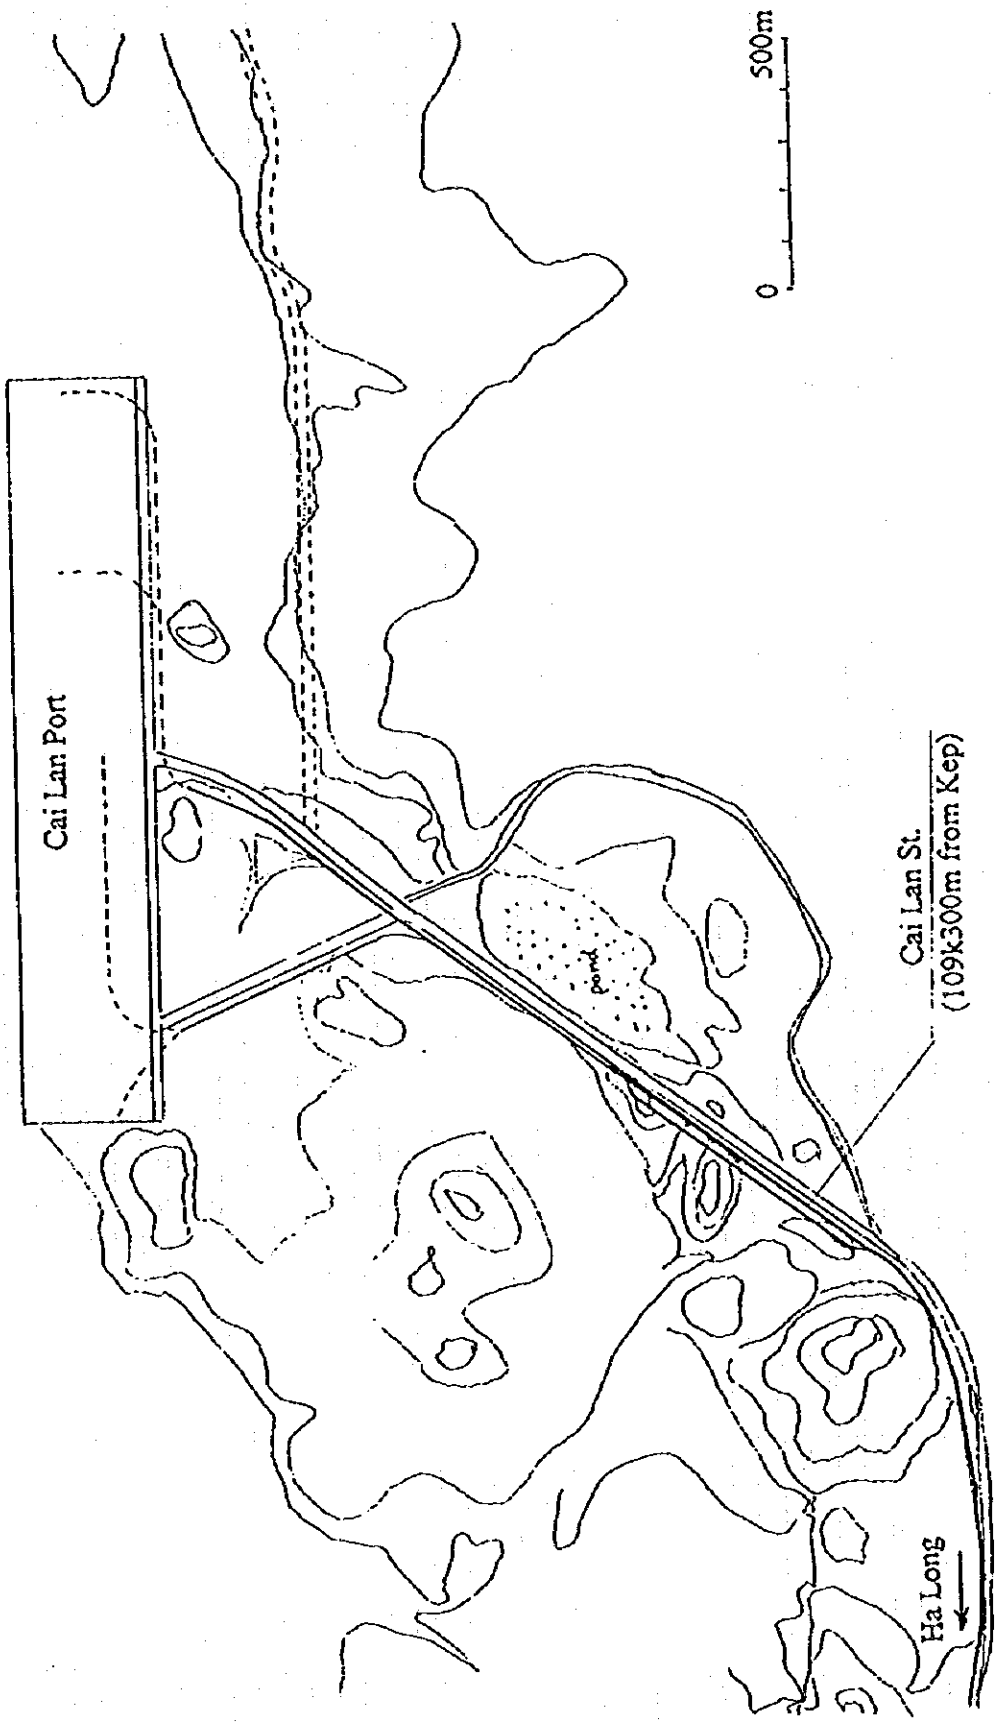 Cai Lan Port
0 500m
pond
Cai Lan St.
(109k300m from Kep)
Ha Long